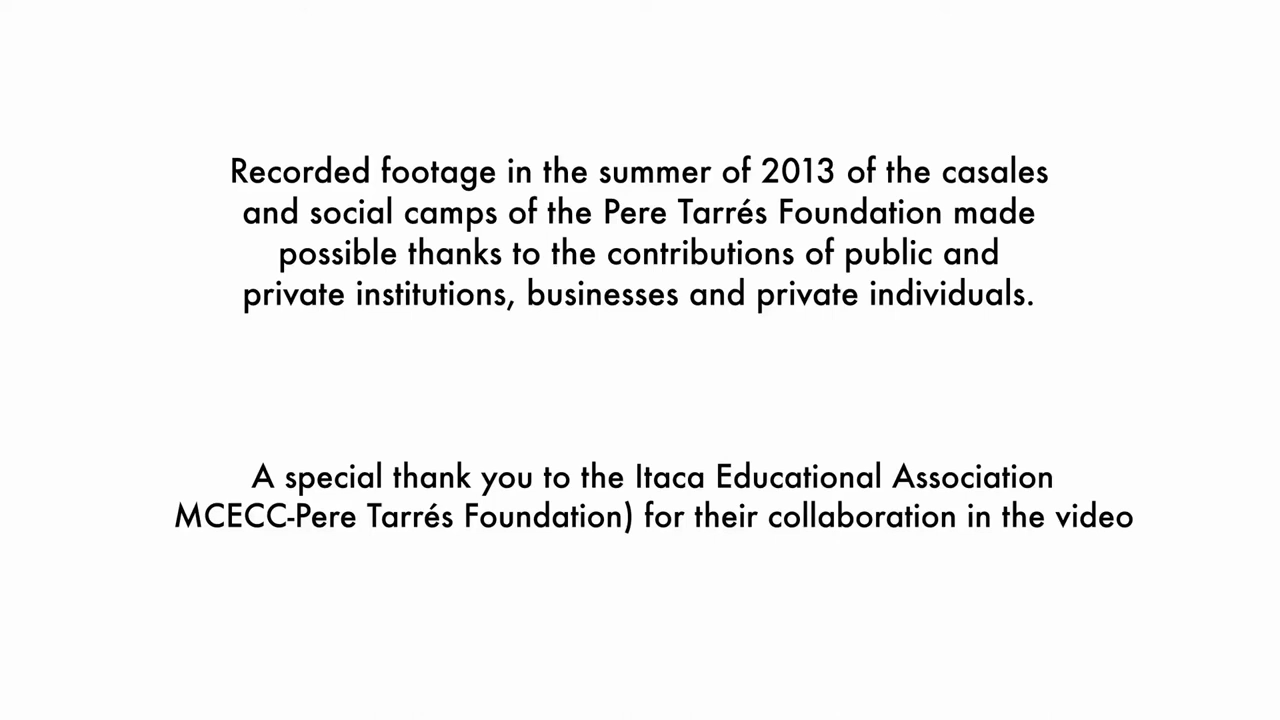 Recorded footage in the summer of 2013 of the casales
and social camps of the Pere Tarrés Foundation made
possible thanks to the contributions of public and
private institutions, businesses and private individuals.
A special thank you to the Itaca Educational Association
MCECC-Pere Tarrés Foundation) for their collaboration in the video